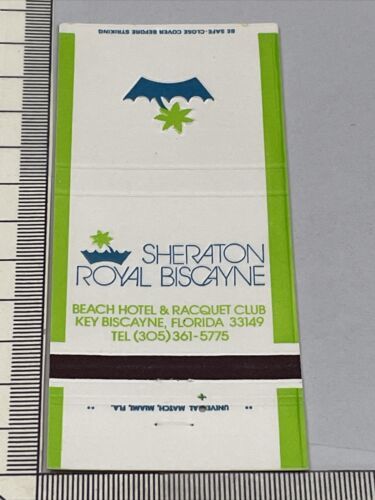 BE SAFE-CLOSE COVER BEFORE STRIKING
SHERATON
ROYAL BISCAYNE
BEACH HOTEL & RACQUET CLUB
KEY BISCAYNE, FLORIDA 33149
TEL (305) 361-5775
UNIVERSAL MATCH, MIAMI, FLA.